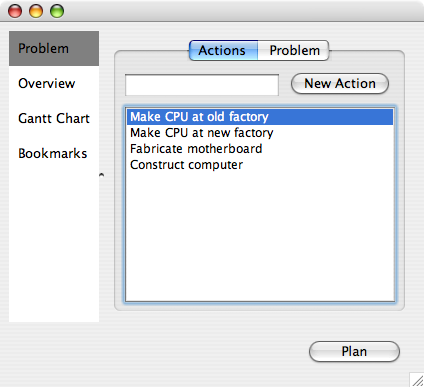 Problem
Overview
Gantt Chart
Bookmarks
Actions Problem
New Action
Make CPU at old factory
Make CPU at new factory
Fabricate motherboard
Construct computer
Plan